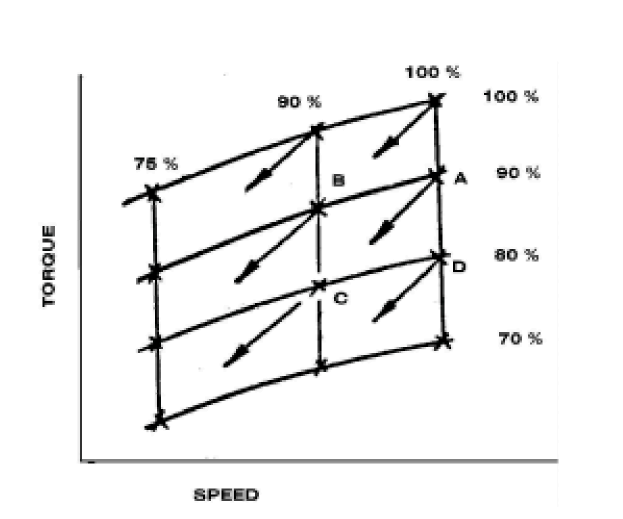 100 %
90 % 100 %
75 %
B A 90 %
TORQUE
D 80 %
C
70 %
SPEED